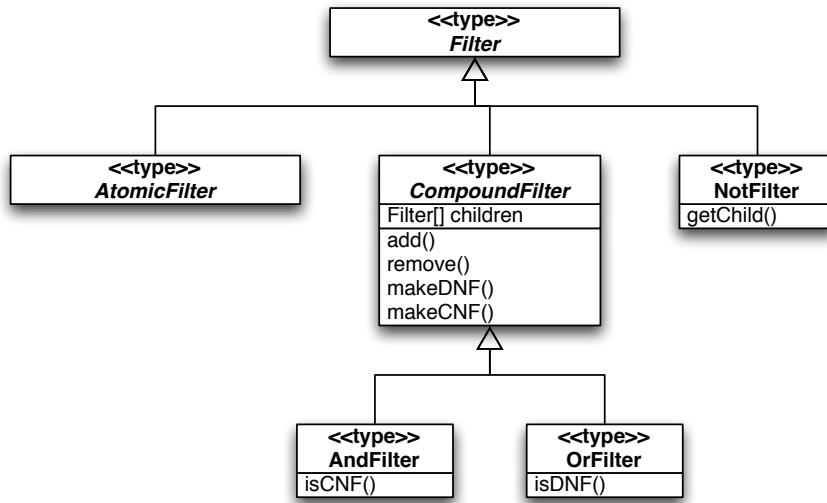 <<type>>
Filter
<<type>>
AtomicFilter
<<type>>
CompoundFilter
Filter[] children
add()
remove()
makeDNF()
makeCNF()
<<type>>
NotFilter
getChild()
<<type>>
AndFilter
isCNF()
<<type>>
OrFilter
isDNF()